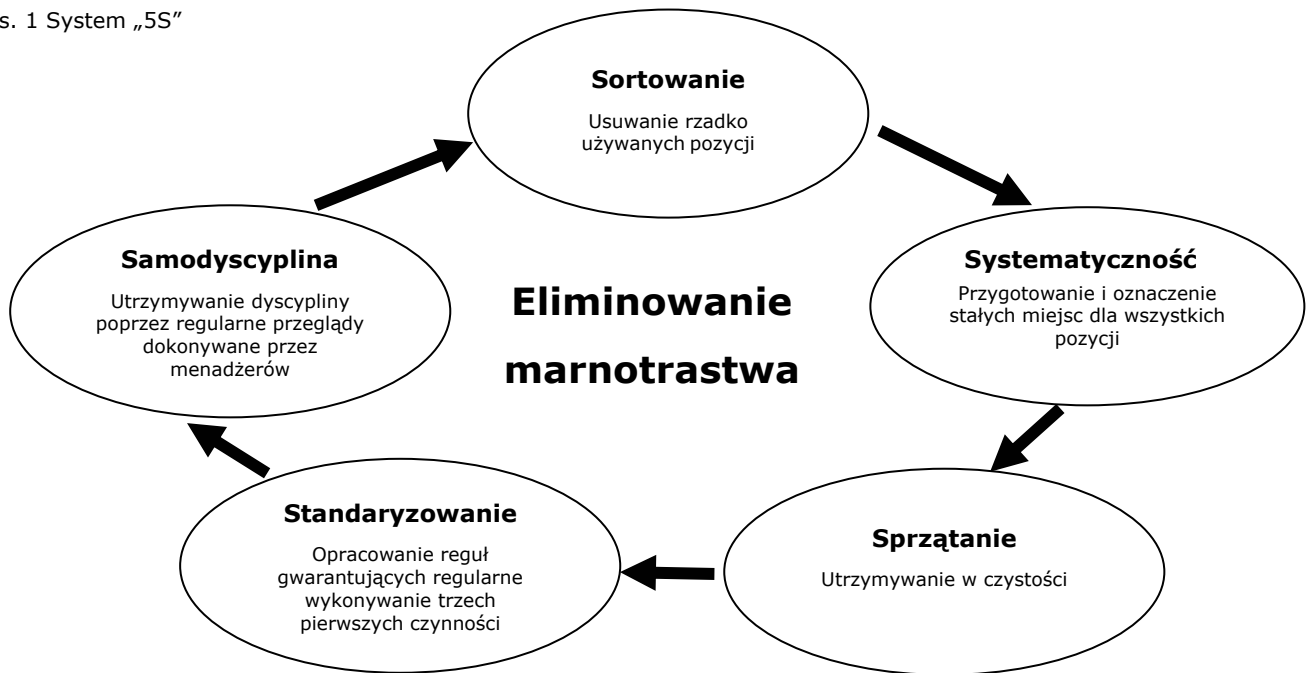 s. 1 System „5S”
Sortowanie
Usuwanie rzadko
używanych pozycji
Systematyczność
Przygotowanie i oznaczenie
stałych miejsc dla wszystkich
pozycji
Sprzątanie
Utrzymywanie w czystości
Standaryzowanie
Opracowanie reguł
gwarantujących regularne
wykonywanie trzech
pierwszych czynności
Samodyscyplina
Utrzymywanie dyscypliny
poprzez regularne przeglądy
dokonywane przez
menadżerów
Eliminowanie
marnotrastwa